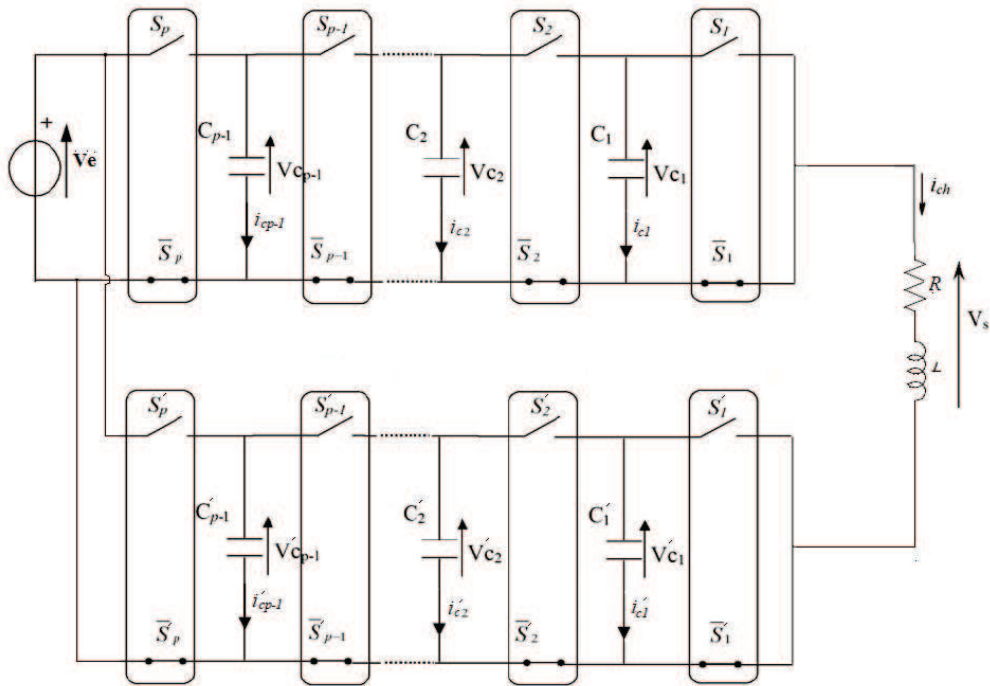 Sp Sp-1 S2 S1
+ Ve Cp-1 Vcp-1 C2 Vc2 C1 Vc1 ich
icp-1 ic2 ic1
S̅p S̅p-1 S̅2 S̅1
R Vs
L
S′p S′p-1 S′2 S′1
C′p-1 V′cp-1 C′2 V′c2 C′1 V′c1
i′cp-1 i′c2 i′c1
S̅′p S̅′p-1 S̅′2 S̅′1